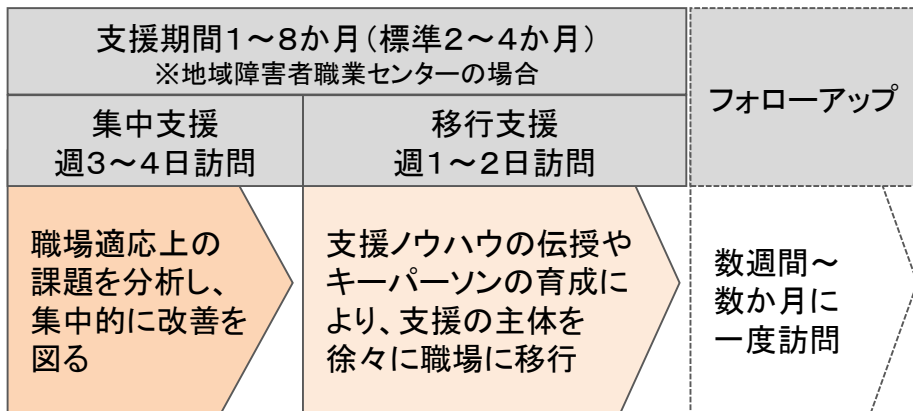 支援期間１～８か月（標準２～４か月）
※地域障害者職業センターの場合
フォローアップ
集中支援
週３～４日訪問
移行支援
週１～２日訪問
職場適応上の
課題を分析し、
集中的に改善を
図る
支援ノウハウの伝授や
キーパーソンの育成に
より、支援の主体を
徐々に職場に移行
数週間～
数か月に
一度訪問